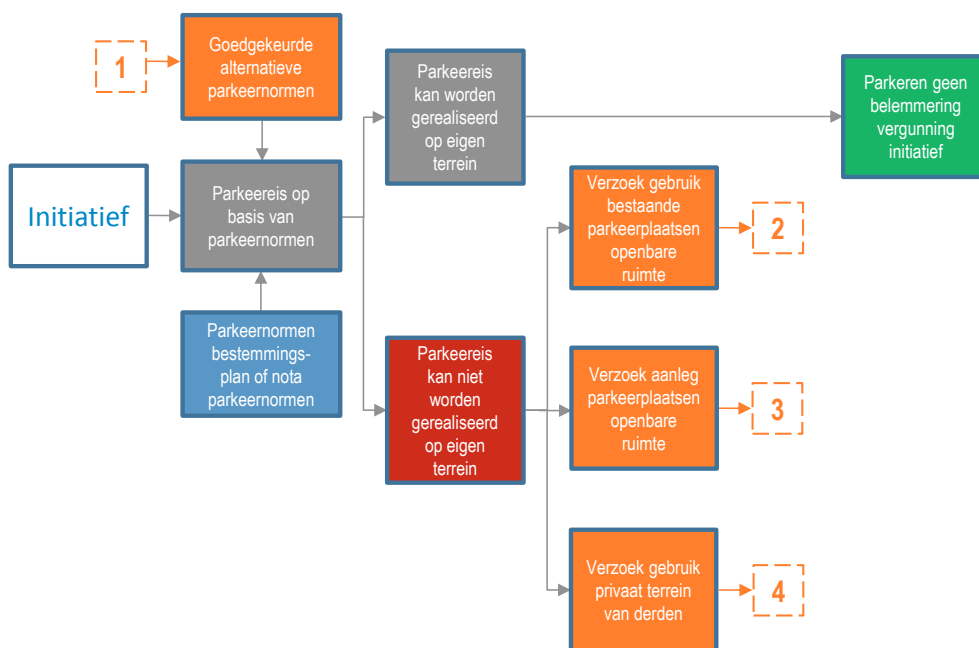 1
Goedgekeurde
alternatieve
parkeernormen
Parkeereis
kan worden
gerealiseerd
op eigen
terrein
Parkeren geen
belemmering
vergunning
initiatief
Initiatief
Parkeereis op
basis van
parkeernormen
Verzoek gebruik
bestaande
parkeerplaatsen
openbare
ruimte
2
Parkeernormen
bestemmings-
plan of nota
parkeernormen
Parkeereis
kan niet
worden
gerealiseerd
op eigen
terrein
Verzoek aanleg
parkeerplaatsen
openbare
ruimte
3
Verzoek gebruik
privaat terrein
van derden
4